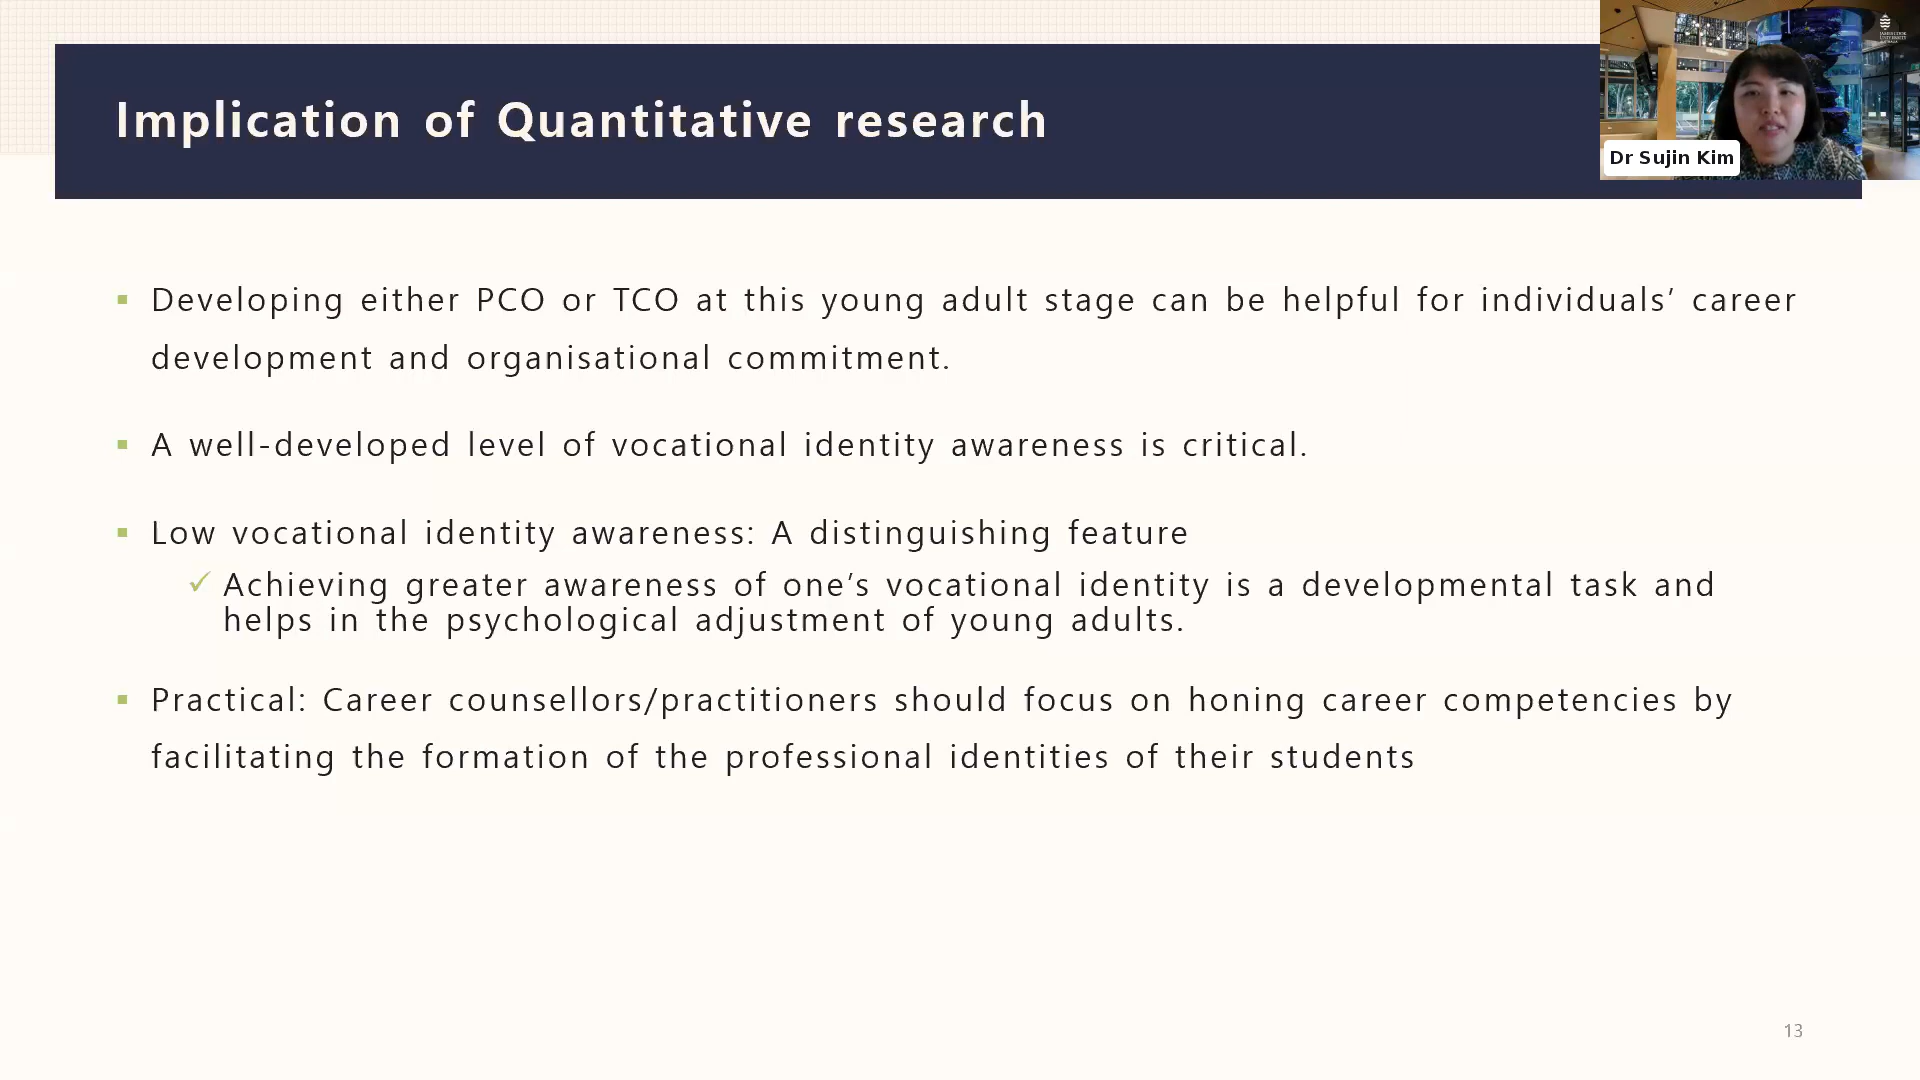 Implication of Quantitative research
Dr Sujin Kim
▪ Developing either PCO or TCO at this young adult stage can be helpful for individuals’ career
development and organisational commitment.
▪ A well-developed level of vocational identity awareness is critical.
▪ Low vocational identity awareness: A distinguishing feature
✓ Achieving greater awareness of one’s vocational identity is a developmental task and
helps in the psychological adjustment of young adults.
▪ Practical: Career counsellors/practitioners should focus on honing career competencies by
facilitating the formation of the professional identities of their students
13